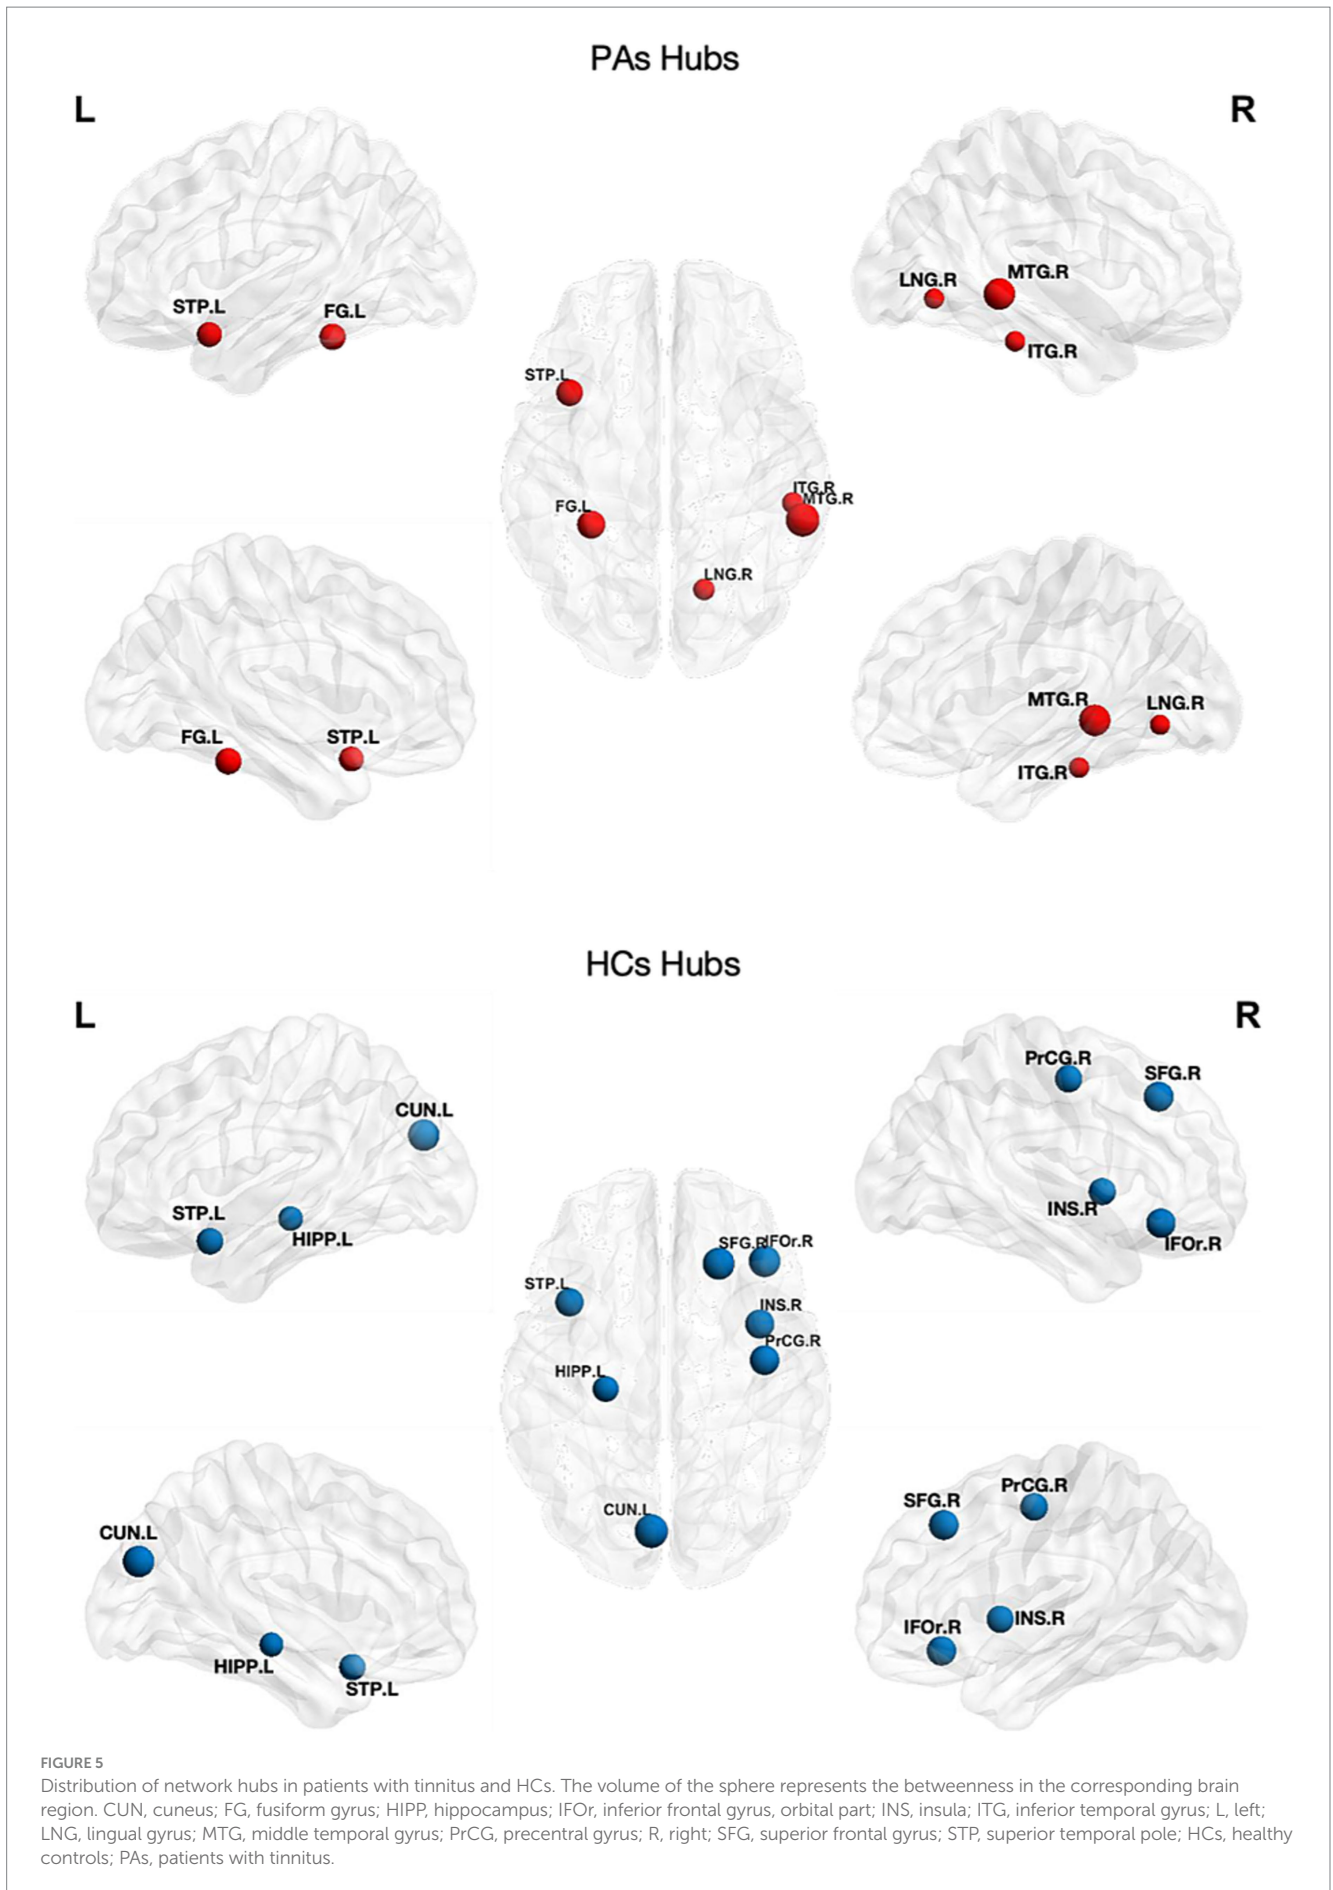 PAs Hubs
L
R
STP.L
FG.L
LNG.R
MTG.R
ITG.R
STP.L
FG.L
ITG.R
MTG.R
LNG.R
FG.L
STP.L
MTG.R
LNG.R
ITG.R
HCs Hubs
L
R
CUN.L
STP.L
HIPP.L
PrCG.R
SFG.R
INS.R
IFOr.R
SFG.R
IFOr.R
STP.L
INS.R
PrCG.R
HIPP.L
CUN.L
CUN.L
HIPP.L
STP.L
SFG.R
PrCG.R
IFOr.R
INS.R
FIGURE 5
Distribution of network hubs in patients with tinnitus and HCs. The volume of the sphere represents the betweenness in the corresponding brain
region. CUN, cuneus; FG, fusiform gyrus; HIPP, hippocampus; IFOr, inferior frontal gyrus, orbital part; INS, insula; ITG, inferior temporal gyrus; L, left;
LNG, lingual gyrus; MTG, middle temporal gyrus; PrCG, precentral gyrus; R, right; SFG, superior frontal gyrus; STP, superior temporal pole; HCs, healthy
controls; PAs, patients with tinnitus.